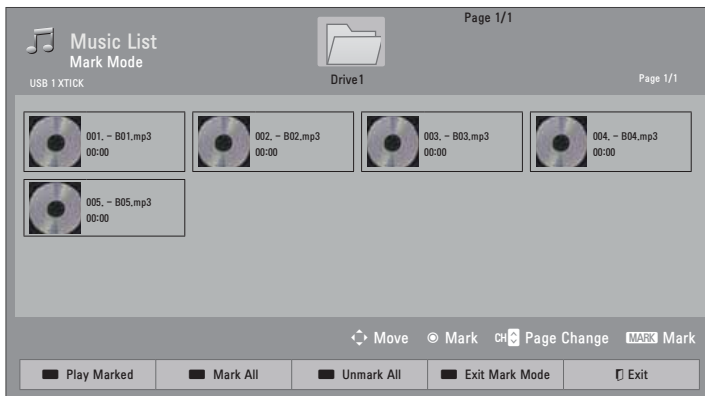 Page 1/1
Music List
Mark Mode
USB 1 XTICK
Drive1
Page 1/1
001. - B01.mp3
00:00
002. - B02.mp3
00:00
003. - B03.mp3
00:00
004. - B04.mp3
00:00
005. - B05.mp3
00:00
Move Mark CH Page Change MARK Mark
Play Marked Mark All Unmark All Exit Mark Mode Exit